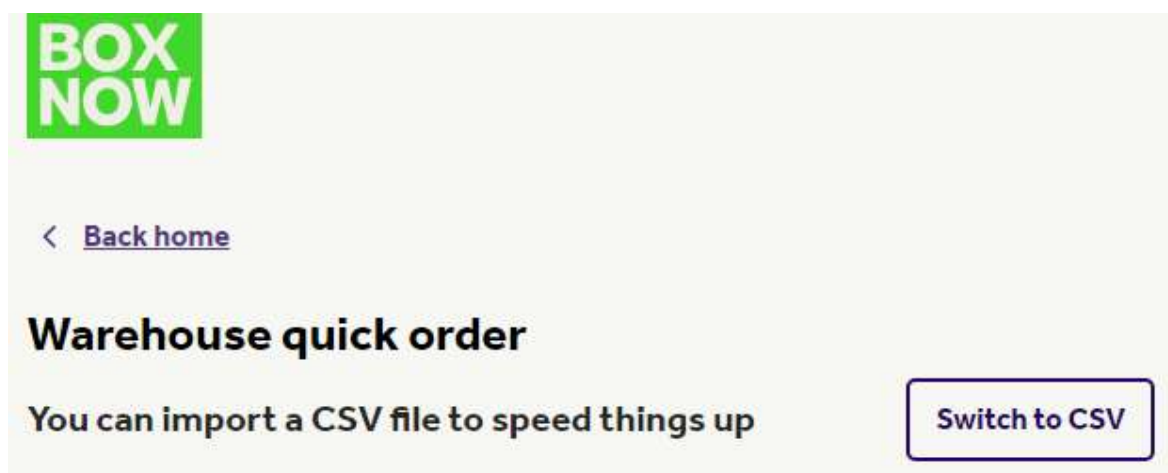 BOX
NOW
< Back home
Warehouse quick order
You can import a CSV file to speed things up
Switch to CSV